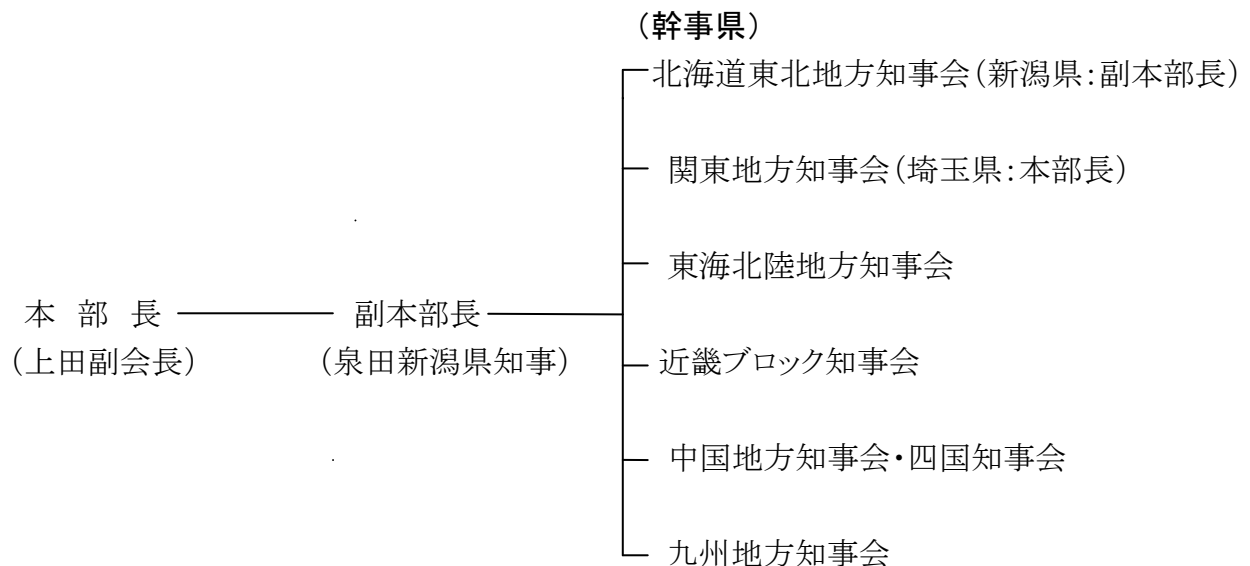 （幹事県）
北海道東北地方知事会（新潟県：副本部長）
関東地方知事会（埼玉県：本部長）
東海北陸地方知事会
本 部 長 副本部長
（上田副会長） （泉田新潟県知事）
近畿ブロック知事会
中国地方知事会・四国知事会
九州地方知事会